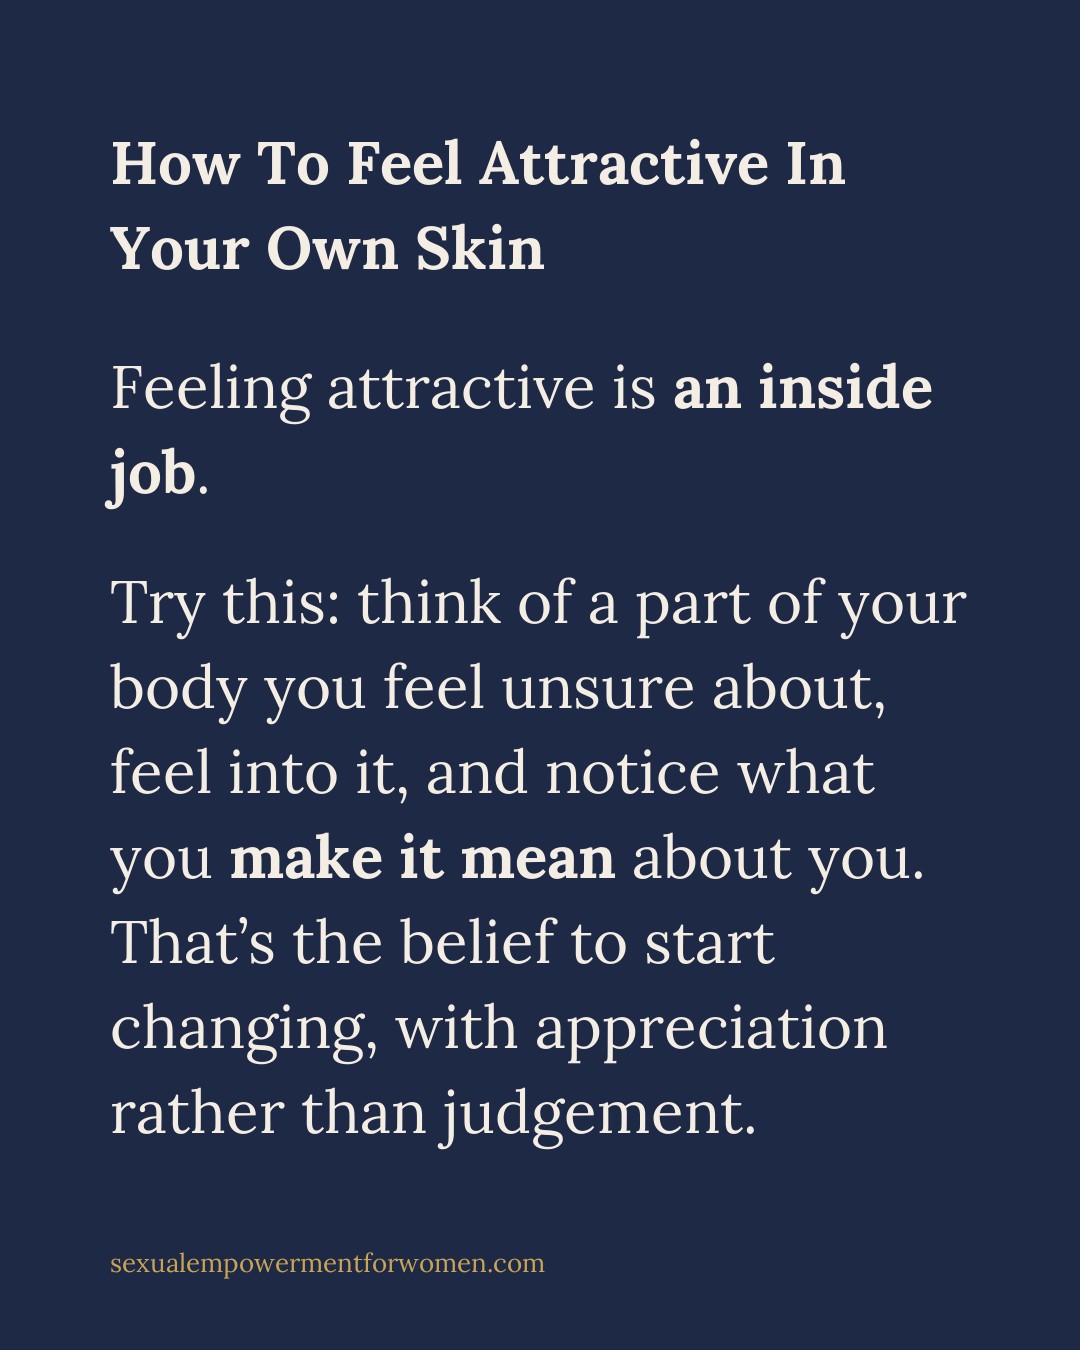 How To Feel Attractive In
Your Own Skin
Feeling attractive is an inside
job.
Try this: think of a part of your
body you feel unsure about,
feel into it, and notice what
you make it mean about you.
That’s the belief to start
changing, with appreciation
rather than judgement.
sexualempowermentforwomen.com